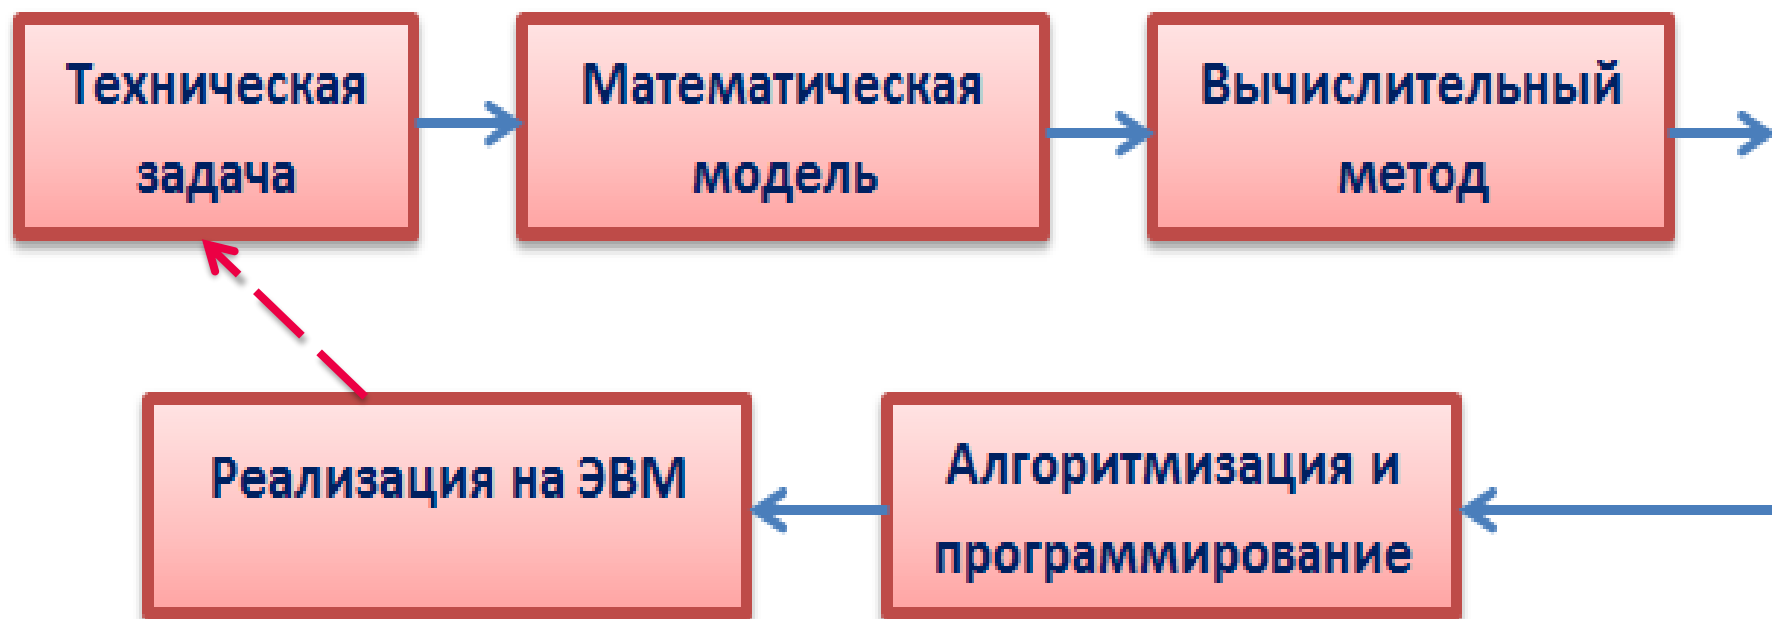 Техническая
задача
Математическая
модель
Вычислительный
метод
Реализация на ЭВМ
Алгоритмизация и
программирование